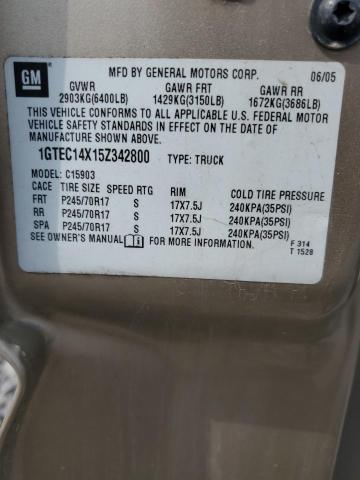 GM
MFD BY GENERAL MOTORS CORP. 06/05
GVWR GAWR FRT GAWR RR
2903KG(6400LB) 1429KG(3150LB) 1672KG(3686LB)
THIS VEHICLE CONFORMS TO ALL APPLICABLE U.S. FEDERAL MOTOR
VEHICLE SAFETY STANDARDS IN EFFECT ON THE DATE OF
MANUFACTURE SHOWN ABOVE.
1GTEC14X15Z342800 TYPE: TRUCK
MODEL: C15903
CACE TIRE SIZE SPEED RTG RIM COLD TIRE PRESSURE
FRT P245/70R17 S 17X7.5J 240KPA(35PSI)
RR P245/70R17 S 17X7.5J 240KPA(35PSI)
SPA P245/70R17 S 17X7.5J 240KPA(35PSI)
SEE OWNER'S MANUAL FOR MORE INFORMATION.
F 314
T 1528